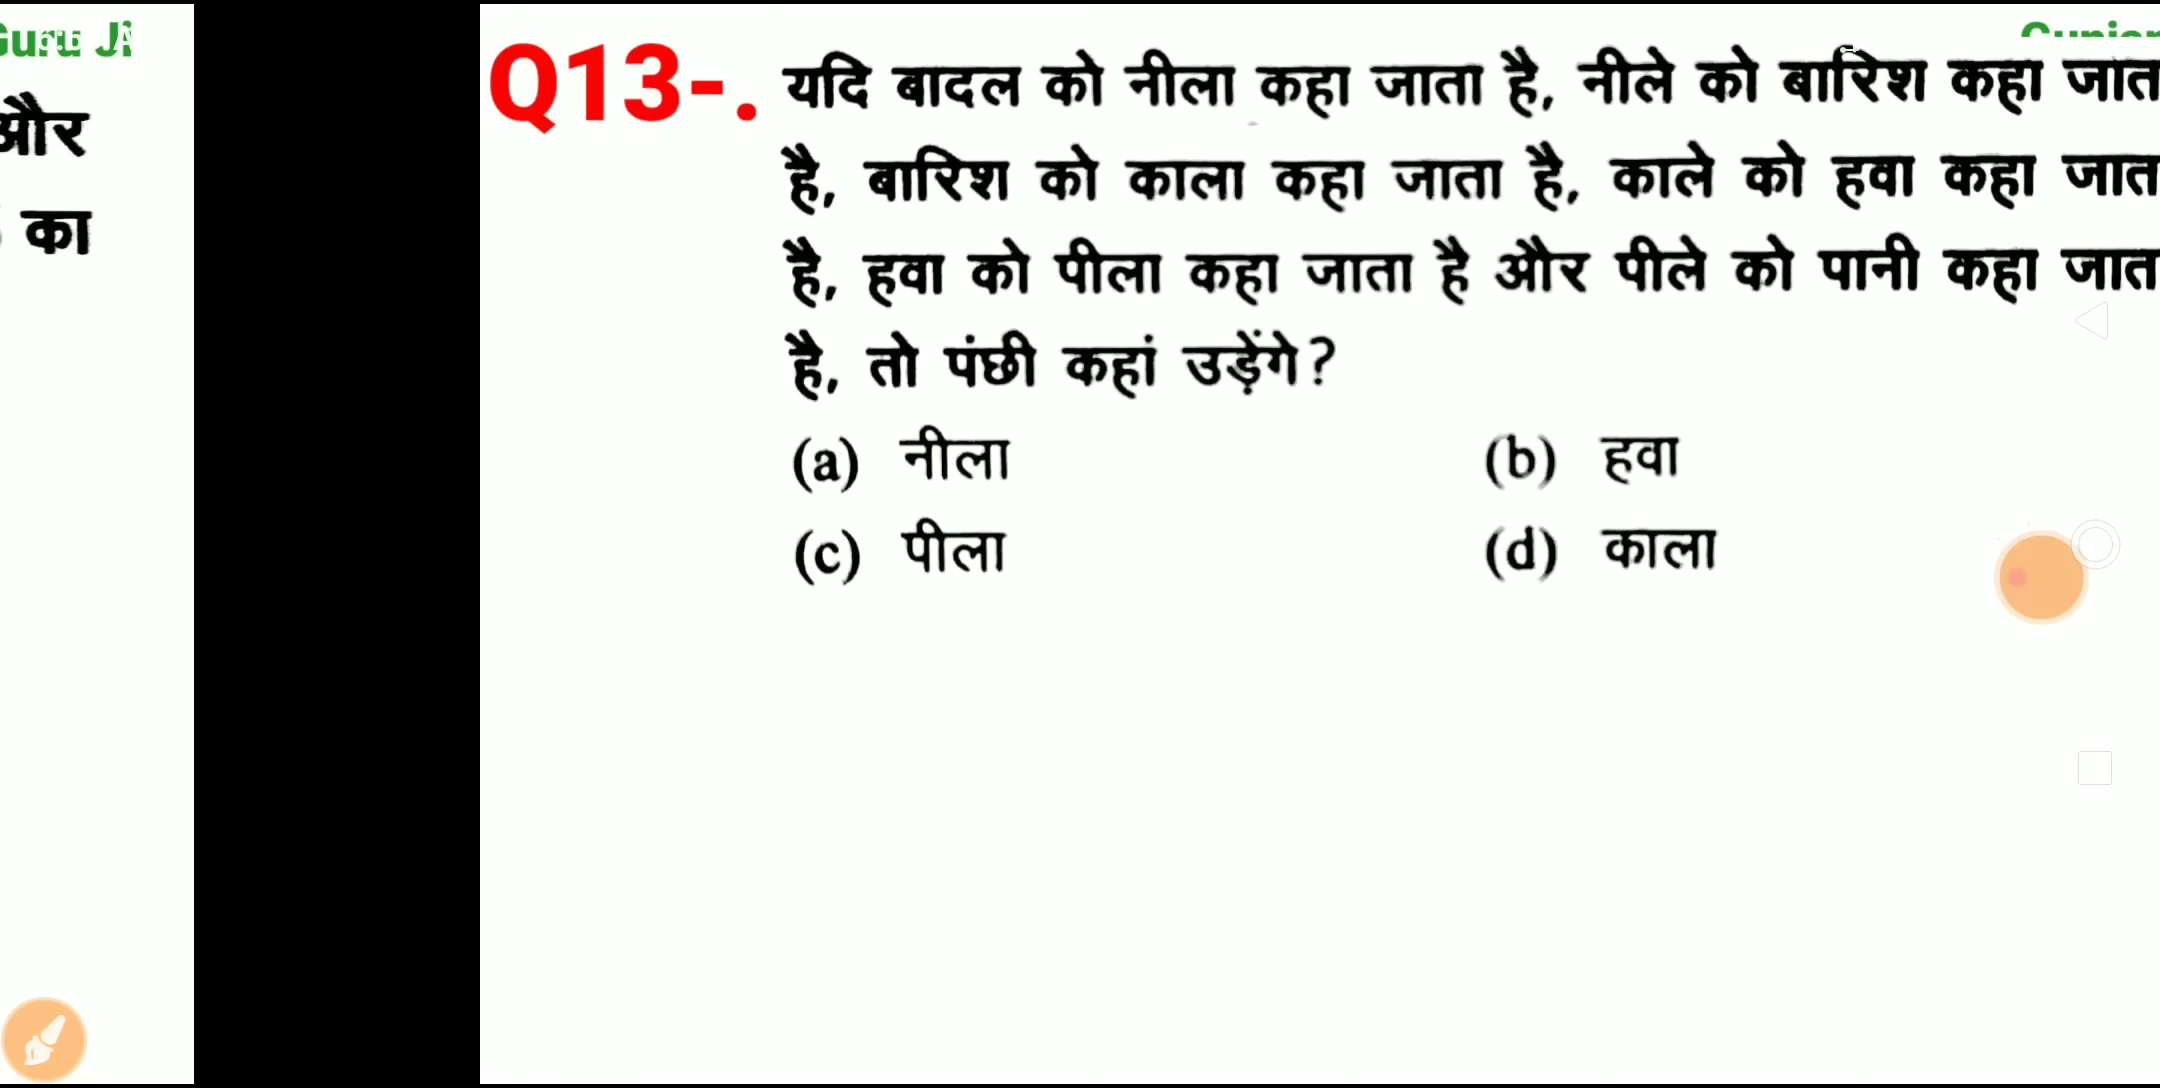 और
का
Q13-. यदि बादल को नीला कहा जाता है, नीले को बारिश कहा जात
है, बारिश को काला कहा जाता है, काले को हवा कहा जात
है, हवा को पीला कहा जाता है और पीले को पानी कहा जात
है, तो पंछी कहां उड़ेंगे?
(a) नीला (b) हवा
(c) पीला (d) काला